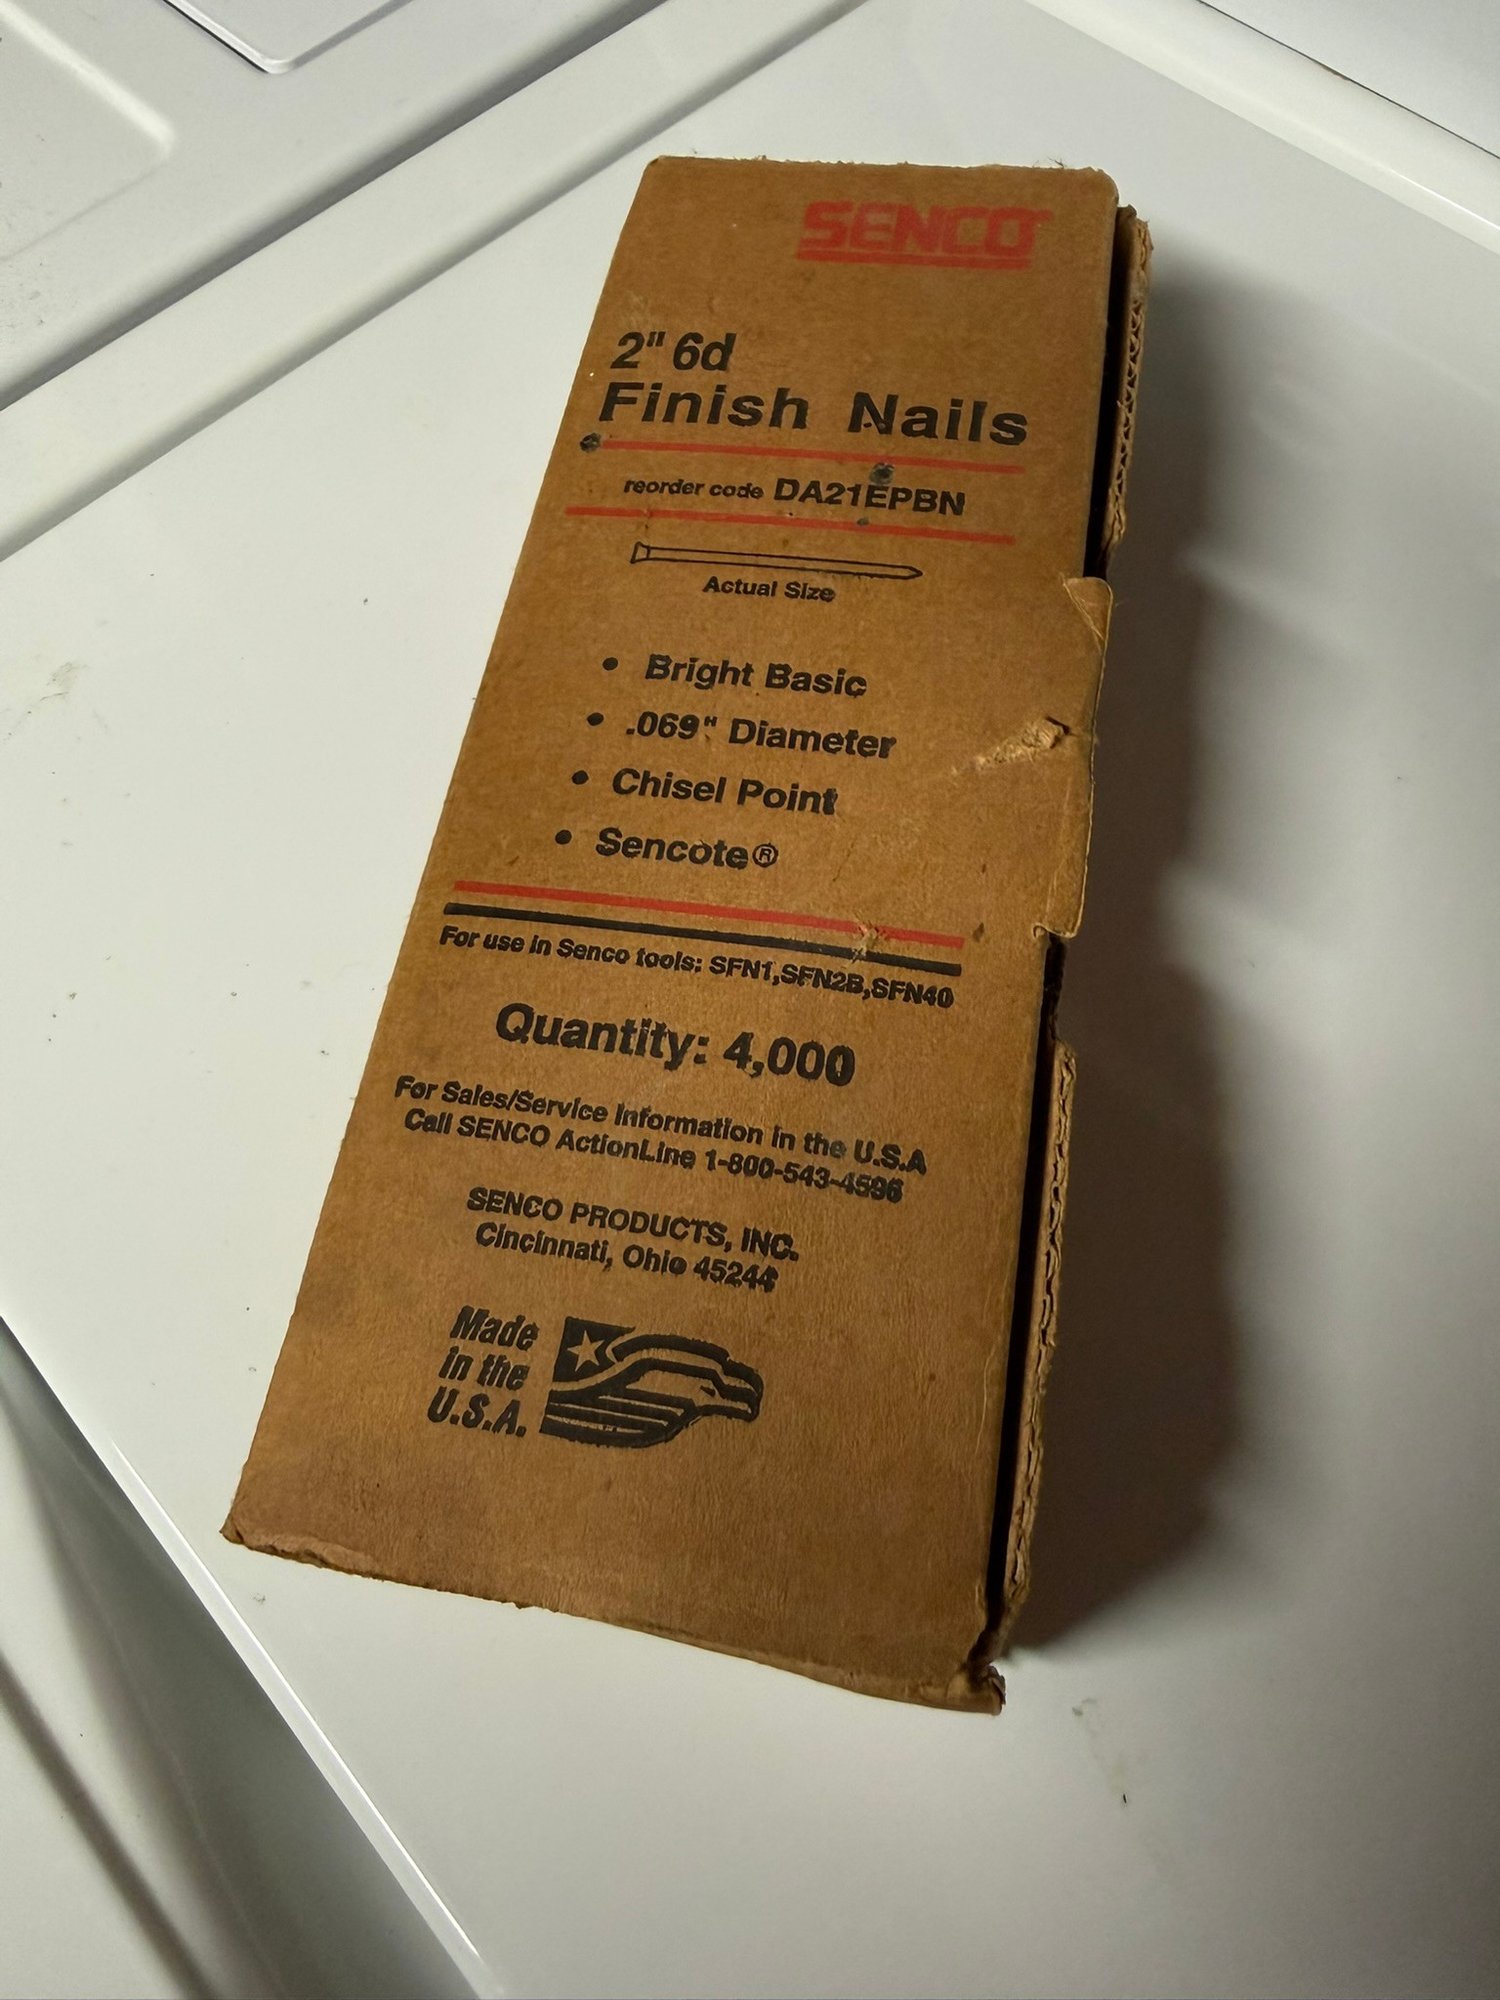 SENCO
2" 6d
Finish Nails
reorder code DA21EPBN
Actual Size
• Bright Basic
• .069" Diameter
• Chisel Point
• Sencote®
For use in Senco tools: SFN1,SFN2B,SFN40
Quantity: 4,000
For Sales/Service Information in the U.S.A
Call SENCO ActionLine 1-800-543-4596
SENCO PRODUCTS, INC.
Cincinnati, Ohio 45244
Made
in the
U.S.A.